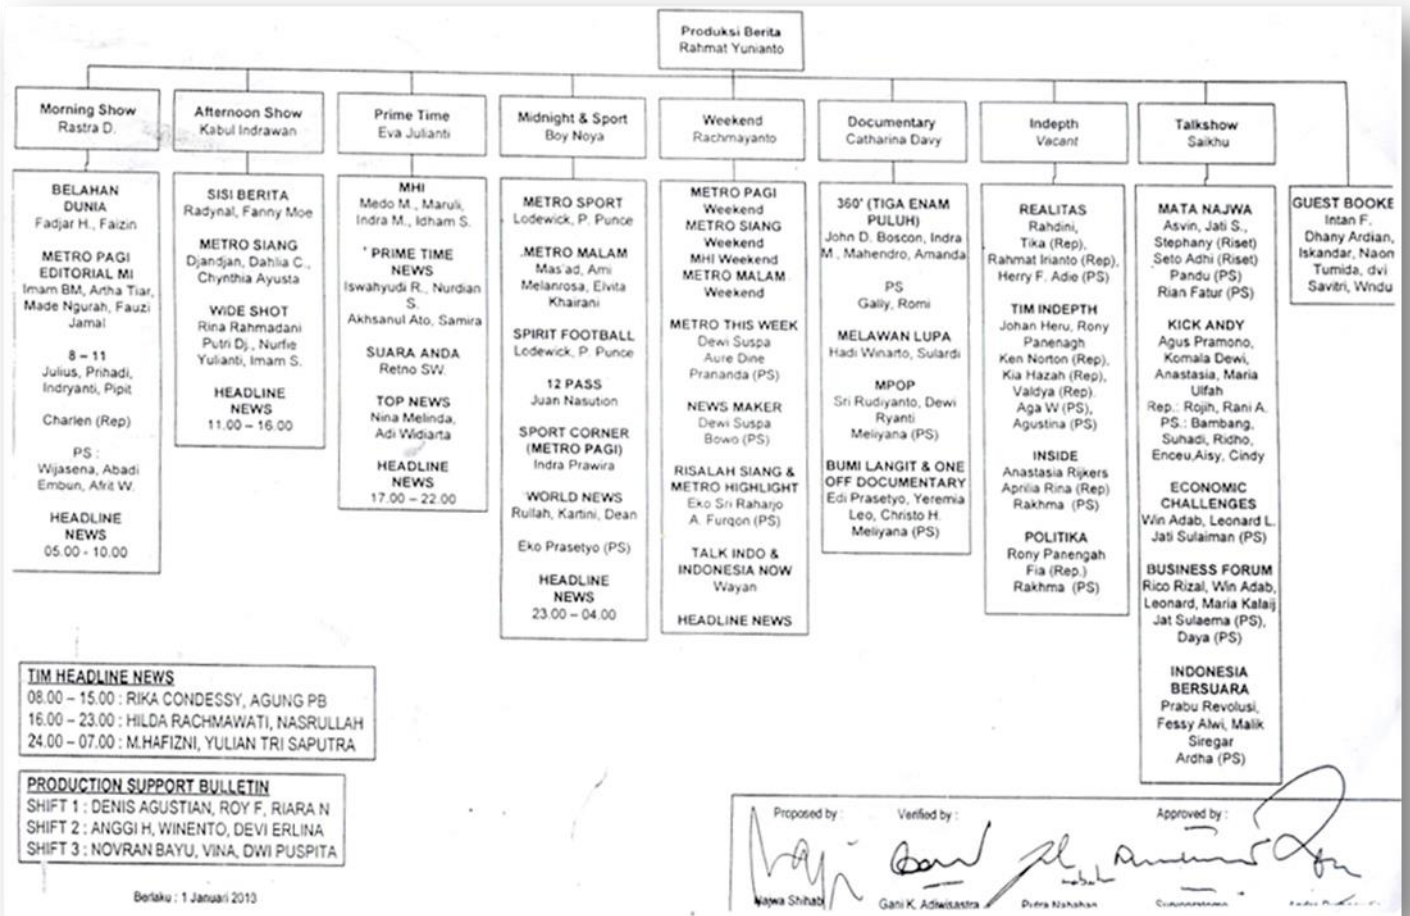 Produksi Berita
Rahmat Yunianto
Morning Show
Rastra D.
Afternoon Show
Kabul Indrawan
Prime Time
Eva Julianti
Midnight & Sport
Boy Noya
Weekend
Rachmayanto
Documentary
Catharina Davy
Indepth
Vacant
Talkshow
Saikhu
BELAHAN
DUNIA
Fadjar H., Faizin
METRO PAGI
EDITORIAL MI
Imam BM, Artha Tiar,
Made Ngurah, Fauzi
Jamal
8 – 11
Julius, Prihadi,
Indryanti, Pipit
Charlen (Rep)
PS :
Wijasena, Abadi
Embun, Afrit W.
HEADLINE
NEWS
05.00 - 10.00
SISI BERITA
Radynal, Fanny Moe
METRO SIANG
Djandjan, Dahlia C.,
Chynthia Ayusta
WIDE SHOT
Rina Rahmadani
Putri Dj., Nurfie
Yulianti, Imam S.
HEADLINE
NEWS
11.00 – 16.00
MHI
Medo M., Maruli,
Indra M., Idham S.
PRIME TIME
NEWS
Iswahyudi R., Nurdian
S.
Akhsanul Ato, Samira
SUARA ANDA
Retno SW.
TOP NEWS
Nina Melinda,
Adi Widiarta
HEADLINE
NEWS
17.00 – 22.00
METRO SPORT
Lodewick, P. Punce
METRO MALAM
Mas'ad, Ami
Melanrosa, Elvita
Khairani
SPIRIT FOOTBALL
Lodewick, P. Punce
12 PASS
Juan Nasution
SPORT CORNER
(METRO PAGI)
Indra Prawira
WORLD NEWS
Rullah, Kartini, Dean
Eko Prasetyo (PS)
HEADLINE
NEWS
23.00 – 04.00
METRO PAGI
Weekend
METRO SIANG
Weekend
MHI Weekend
METRO MALAM
Weekend
METRO THIS WEEK
Dewi Suspa
Aure Dine
Prananda (PS)
NEWS MAKER
Dewi Suspa
Bowo (PS)
RISALAH SIANG &
METRO HIGHLIGHT
Eko Sri Raharjo
A. Furqon (PS)
TALK INDO &
INDONESIA NOW
Wayan
HEADLINE NEWS
360° (TIGA ENAM
PULUH)
John D. Boscon, Indra
M., Mahendro, Amanda
PS
Gally, Romi
MELAWAN LUPA
Hadi Winarto, Sulardi
MPOP
Sri Rudiyanto, Dewi
Ryanti
Meliyana (PS)
BUMI LANGIT & ONE
OFF DOCUMENTARY
Edi Prasetyo, Yeremia
Leo, Christo H.
Meliyana (PS)
REALITAS
Rahdini,
Tika (Rep),
Rahmat Irianto (Rep),
Herry F. Adie (PS)
TIM INDEPTH
Johan Heru, Rony
Panenagh
Ken Norton (Rep),
Kia Hazah (Rep),
Valdya (Rep).
Aga W (PS),
Agustina (PS)
INSIDE
Anastasia Rijkers
Aprilia Rina (Rep)
Rakhma (PS)
POLITIKA
Rony Panengah
Fia (Rep.)
Rakhma (PS)
MATA NAJWA
Asvin, Jati S.,
Stephany (Riset)
Seto Adhi (Riset)
Pandu (PS)
Rian Fatur (PS)
KICK ANDY
Agus Pramono,
Komala Dewi,
Anastasia, Maria
Ulfah
Rep.: Rojih, Rani A.
PS.: Bambang,
Suhadi, Ridho,
Enceu,Aisy, Cindy
ECONOMIC
CHALLENGES
Win Adab, Leonard L.
Jati Sulaiman (PS)
BUSINESS FORUM
Rico Rizal, Win Adab,
Leonard, Maria Kalaij
Jat Sulaema (PS),
Daya (PS)
INDONESIA
BERSUARA
Prabu Revolusi,
Fessy Alwi, Malik
Siregar
Ardha (PS)
GUEST BOOKE
Intan F.
Dhany Ardian,
Iskandar, Naon
Tumida, dvi
Savitri, Wndu
TIM HEADLINE NEWS
08.00 – 15.00 : RIKA CONDESSY, AGUNG PB
16.00 – 23.00 : HILDA RACHMAWATI, NASRULLAH
24.00 – 07.00 : M.HAFIZNI, YULIAN TRI SAPUTRA
PRODUCTION SUPPORT BULLETIN
SHIFT 1 : DENIS AGUSTIAN, ROY F, RIARA N
SHIFT 2 : ANGGI H, WINENTO, DEVI ERLINA
SHIFT 3 : NOVRAN BAYU, VINA, DWI PUSPITA
Berlaku : 1 Januari 2013
Proposed by :
Verified by :
Approved by :
Najwa Shihab
Gani K. Adiwisastra
Putra Nababan